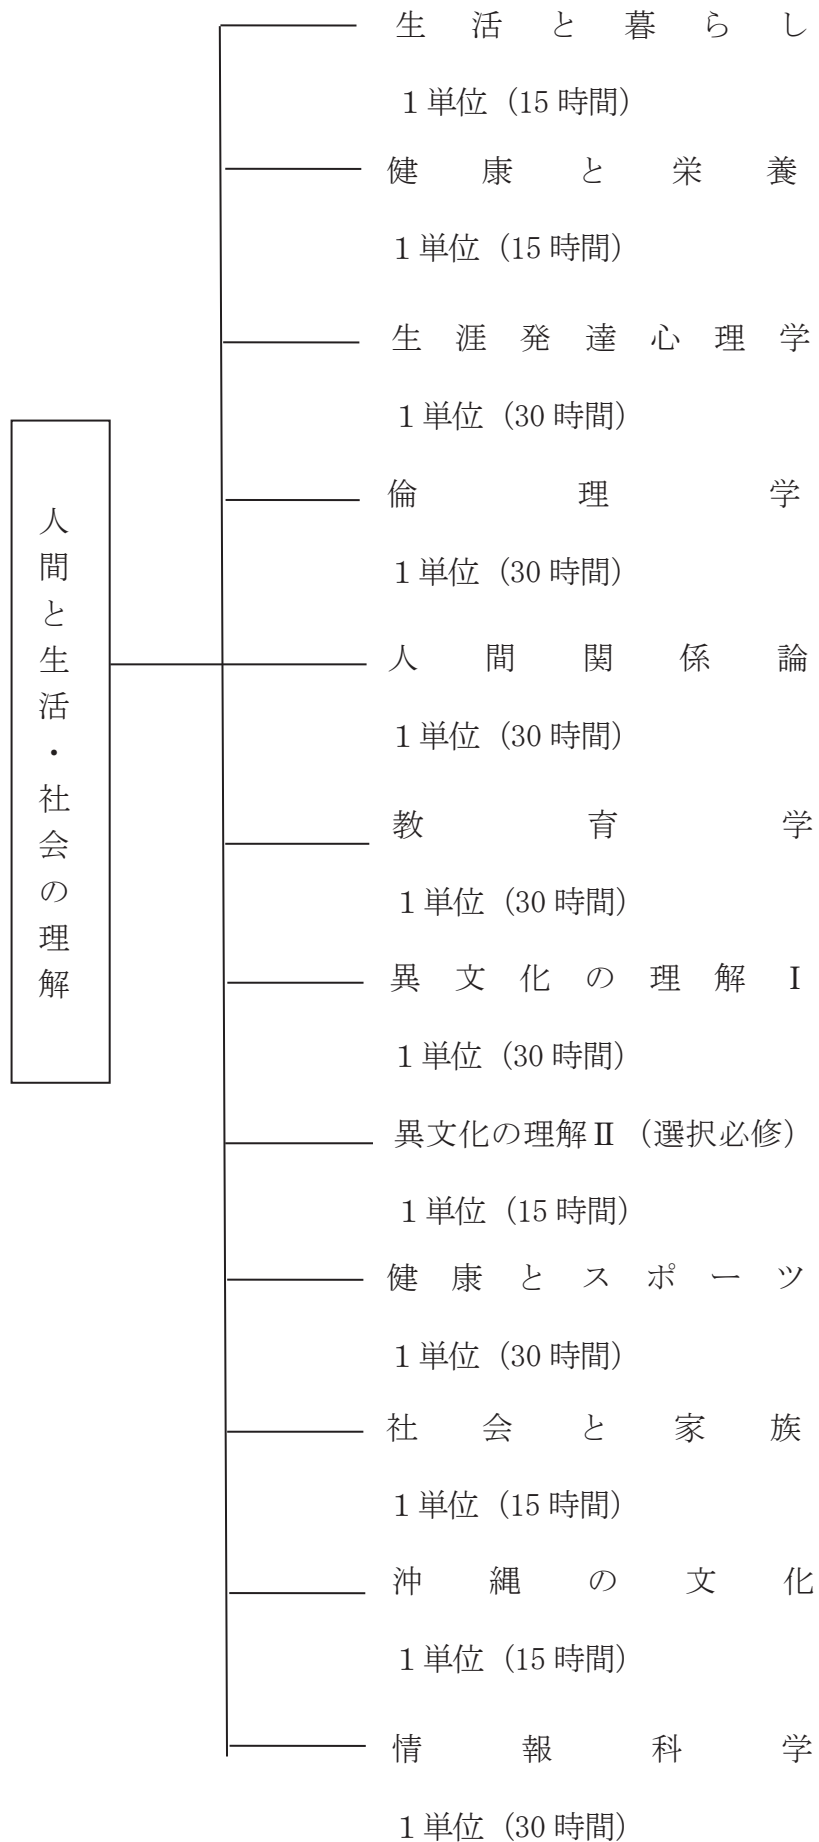 人間と生活・社会の理解
生活と暮らし
１単位（15時間）
健康と栄養
１単位（15時間）
生涯発達心理学
１単位（30時間）
倫理学
１単位（30時間）
人間関係論
１単位（30時間）
教育学
１単位（30時間）
異文化の理解Ⅰ
１単位（30時間）
異文化の理解Ⅱ（選択必修）
１単位（15時間）
健康とスポーツ
１単位（30時間）
社会と家族
１単位（15時間）
沖縄の文化
１単位（15時間）
情報科学
１単位（30時間）